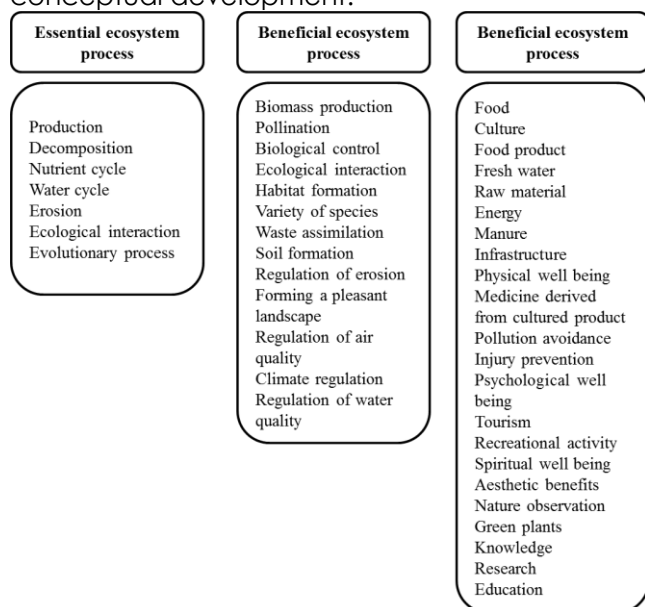 conceptual development.
Essential ecosystem
process
Production
Decomposition
Nutrient cycle
Water cycle
Erosion
Ecological interaction
Evolutionary process
Beneficial ecosystem
process
Biomass production
Pollination
Biological control
Ecological interaction
Habitat formation
Variety of species
Waste assimilation
Soil formation
Regulation of erosion
Forming a pleasant
landscape
Regulation of air
quality
Climate regulation
Regulation of water
quality
Beneficial ecosystem
process
Food
Culture
Food product
Fresh water
Raw material
Energy
Manure
Infrastructure
Physical well being
Medicine derived
from cultured product
Pollution avoidance
Injury prevention
Psychological well
being
Tourism
Recreational activity
Spiritual well being
Aesthetic benefits
Nature observation
Green plants
Knowledge
Research
Education